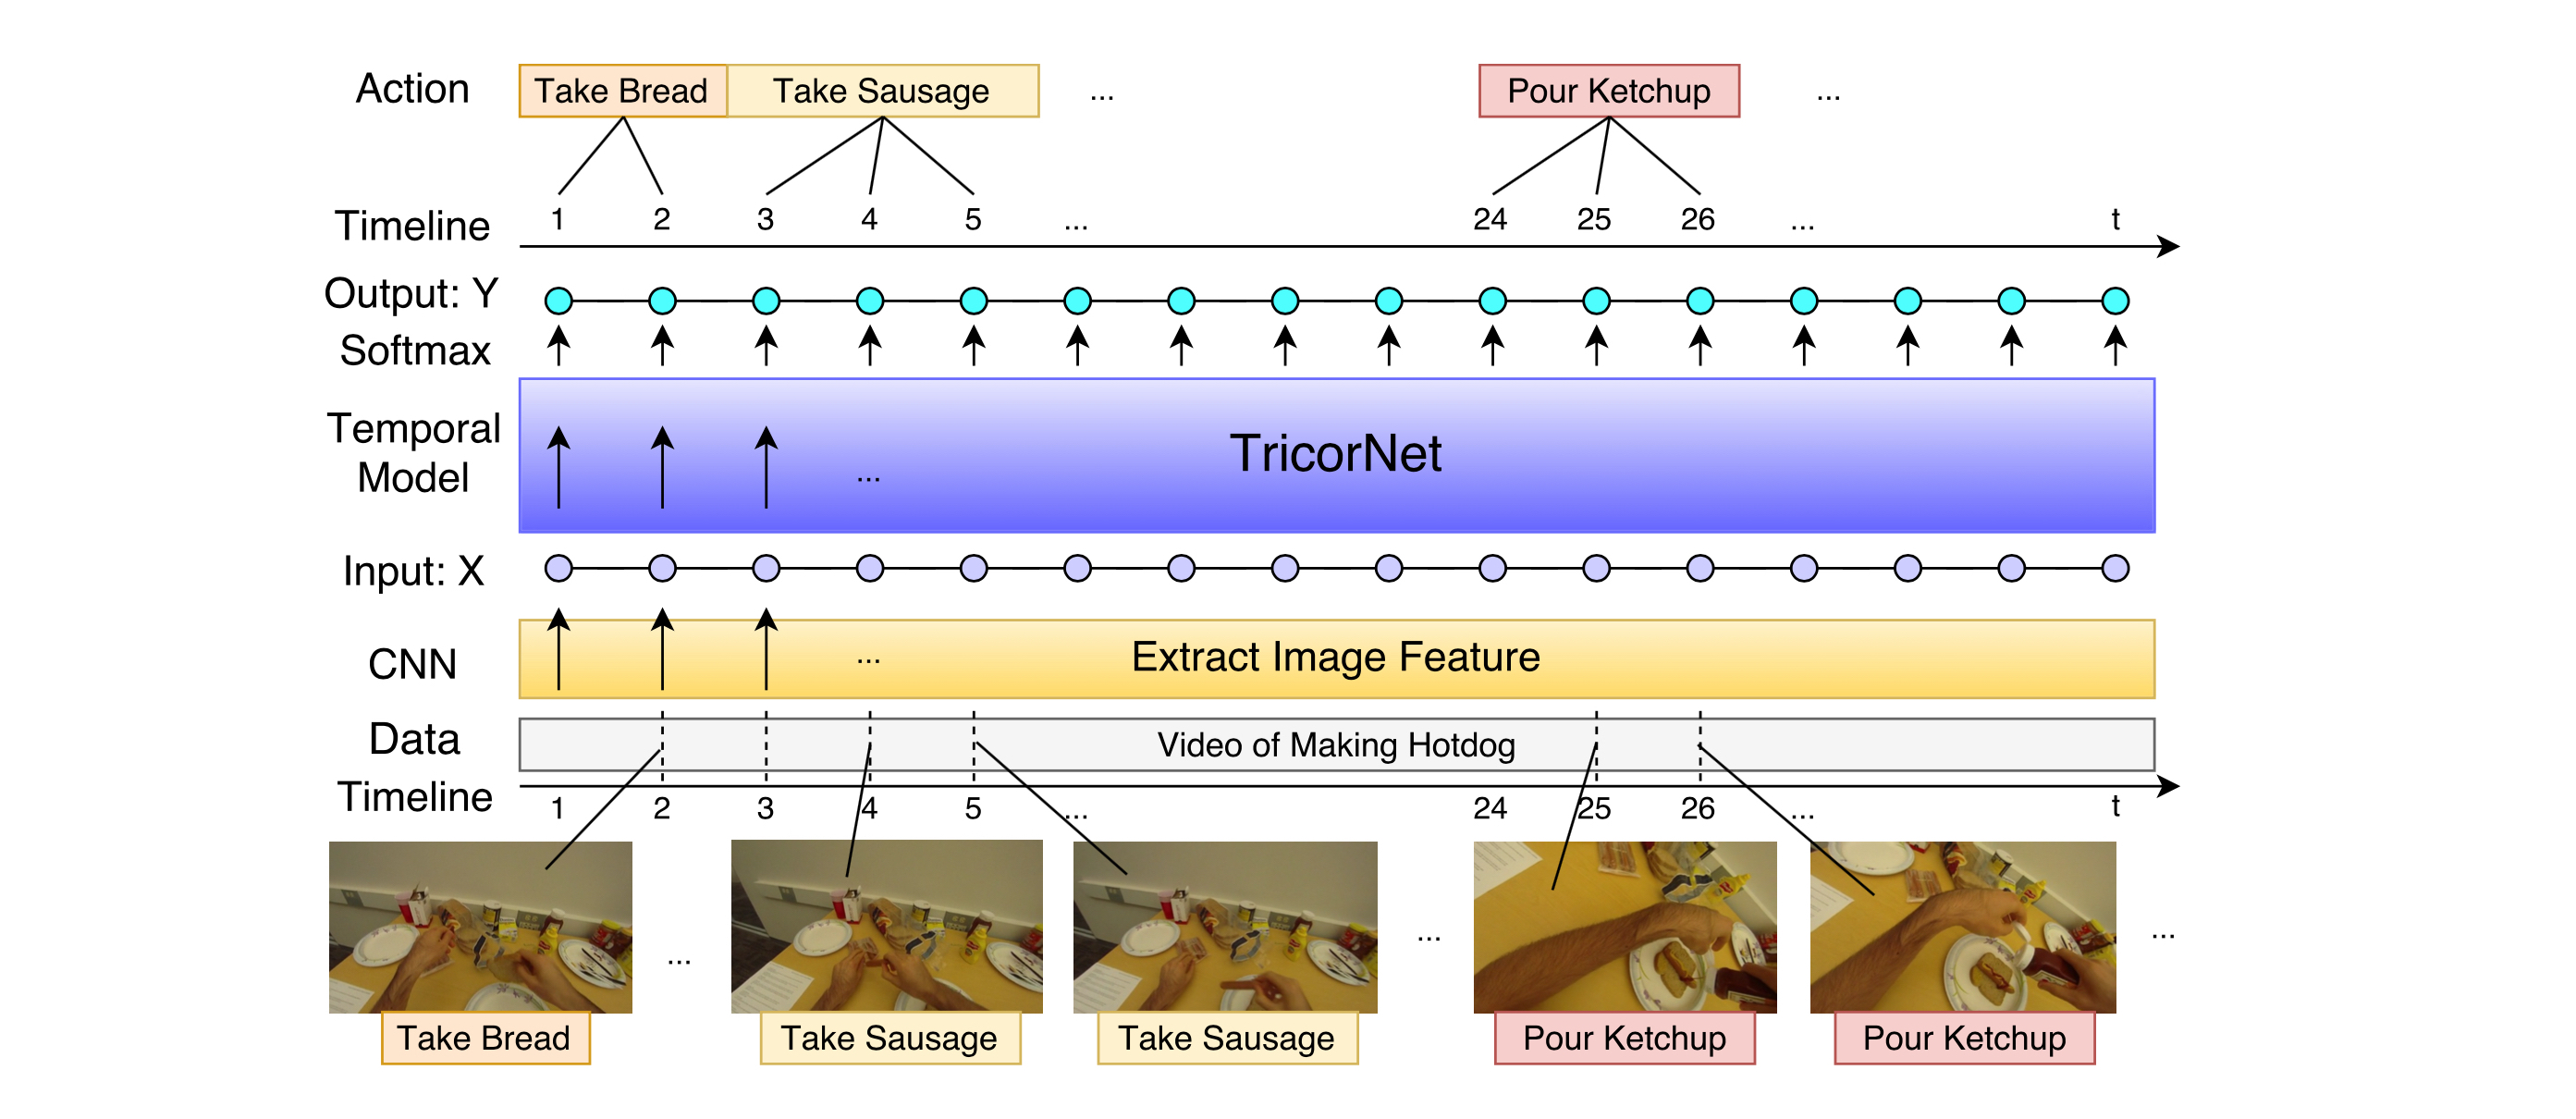 Action
Take Bread
Take Sausage
...
Pour Ketchup
...
Timeline
1 2 3 4 5 ... 24 25 26 ... t
Output: Y
Softmax
Temporal
Model
TricorNet
...
Input: X
CNN
...
Extract Image Feature
Data
Video of Making Hotdog
Timeline
1 2 3 4 5 ... 24 25 26 ... t
...
...
...
Take Bread
Take Sausage
Take Sausage
Pour Ketchup
Pour Ketchup